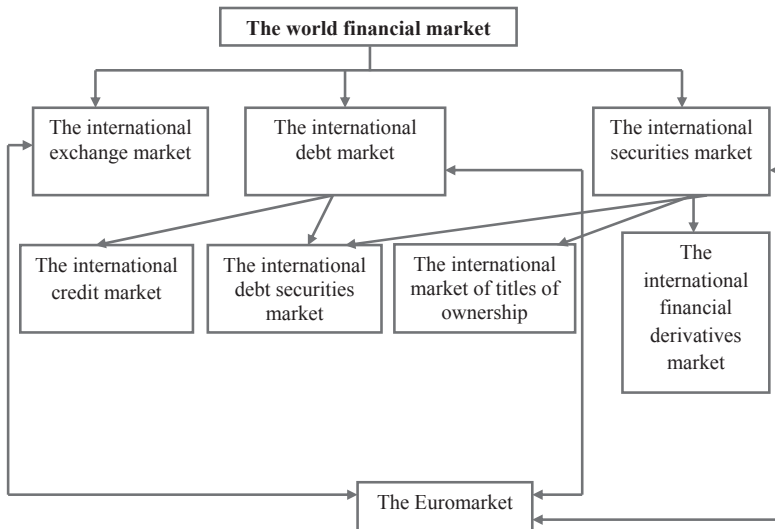 The world financial market
The international
exchange market
The international
debt market
The international
securities market
The international
credit market
The international
debt securities
market
The international
market of titles of
ownership
The
international
financial
derivatives
market
The Euromarket